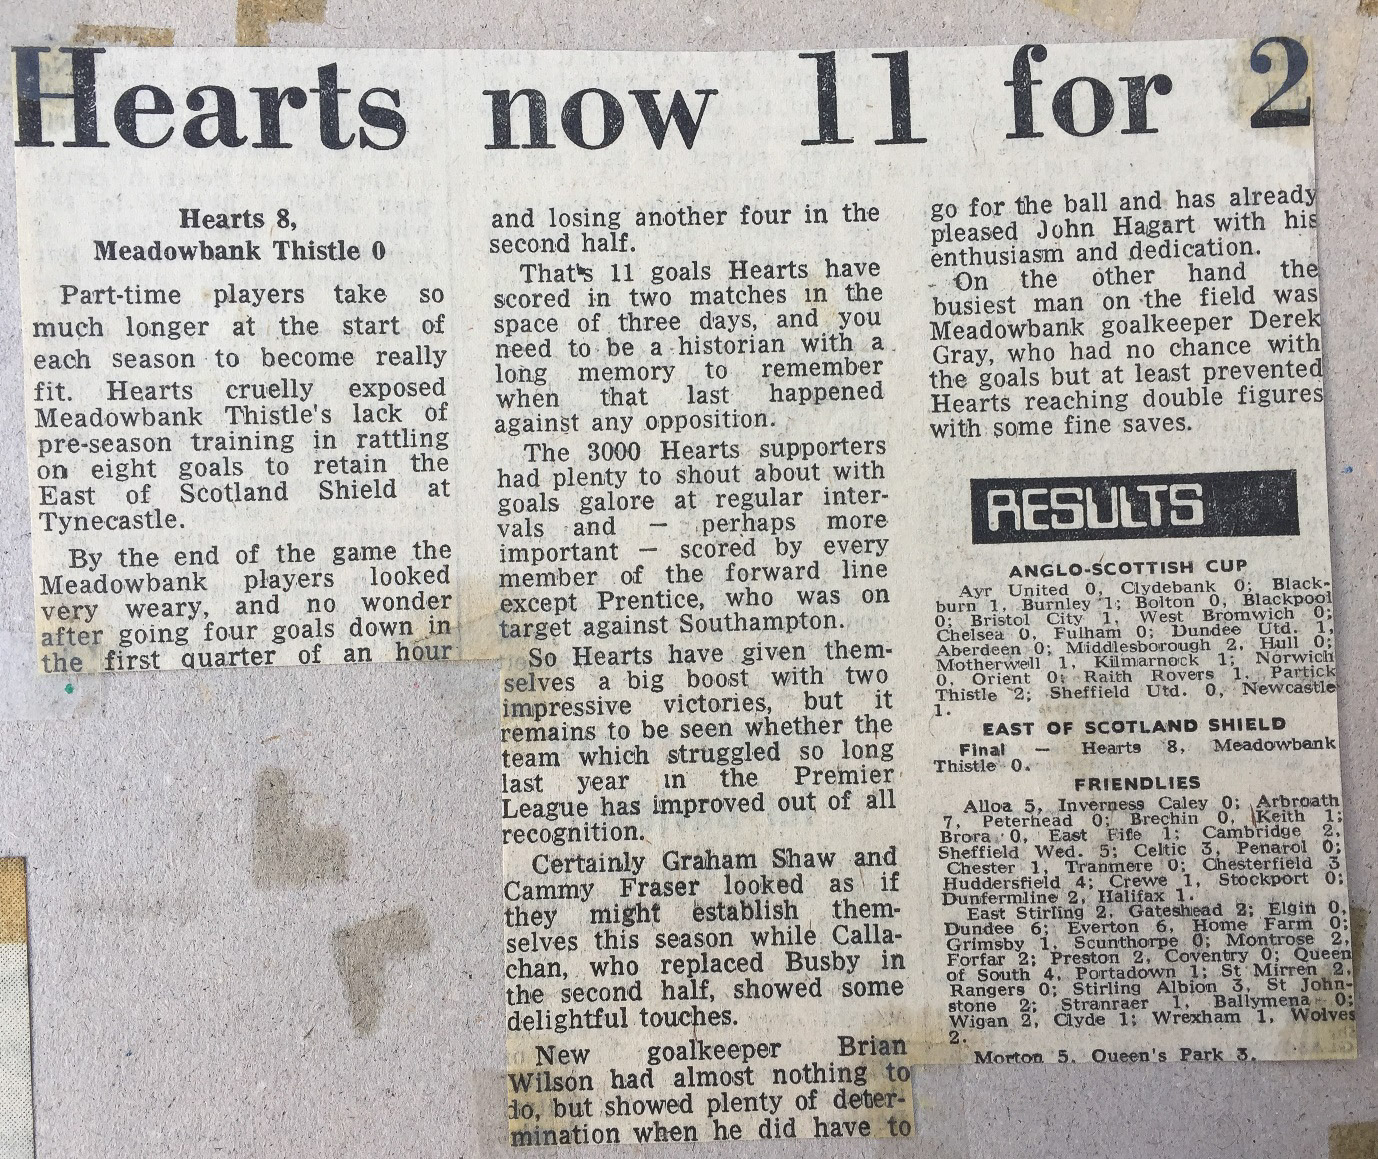 Hearts now 11 for 2
Hearts 8,
Meadowbank Thistle 0
Part-time players take so
much longer at the start of
each season to become really
fit. Hearts cruelly exposed
Meadowbank Thistle's lack of
pre-season training in rattling
on eight goals to retain the
East of Scotland Shield at
Tynecastle.
By the end of the game the
Meadowbank players looked
very weary, and no wonder
after going four goals down in
the first quarter of an hour
and losing another four in the
second half.
That's 11 goals Hearts have
scored in two matches in the
space of three days, and you
need to be a historian with a
long memory to remember
when that last happened
against any opposition.
The 3000 Hearts supporters
had plenty to shout about with
goals galore at regular inter-
vals and — perhaps more
important — scored by every
member of the forward line
except Prentice, who was on
target against Southampton.
So Hearts have given them-
selves a big boost with two
impressive victories, but it
remains to be seen whether the
team which struggled so long
last year in the Premier
League has improved out of all
recognition.
Certainly Graham Shaw and
Cammy Fraser looked as if
they might establish them-
selves this season while Calla-
chan, who replaced Busby in
the second half, showed some
delightful touches.
New goalkeeper Brian
Wilson had almost nothing to
do, but showed plenty of deter-
mination when he did have to
go for the ball and has already
pleased John Hagart with his
enthusiasm and dedication.
On the other hand the
busiest man on the field was
Meadowbank goalkeeper Derek
Gray, who had no chance with
the goals but at least prevented
Hearts reaching double figures
with some fine saves.
RESULTS
ANGLO-SCOTTISH CUP
Ayr United 0, Clydebank 0; Black-
burn 1, Burnley 1; Bolton 0, Blackpool
0; Bristol City 1, West Bromwich 0;
Chelsea 0, Fulham 0; Dundee Utd. 1,
Aberdeen 0; Middlesborough 2, Hull 0;
Motherwell 1, Kilmarnock 1; Norwich
0, Orient 0; Raith Rovers 1, Partick
Thistle 2; Sheffield Utd. 0, Newcastle
1.
EAST OF SCOTLAND SHIELD
Final — Hearts 8, Meadowbank
Thistle 0.
FRIENDLIES
Alloa 5, Inverness Caley 0; Arbroath
7, Peterhead 0; Brechin 0, Keith 1;
Brora 0, East Fife 1; Cambridge 2,
Sheffield Wed. 5; Celtic 3, Penarol 0;
Chester 1, Tranmere 0; Chesterfield 3
Huddersfield 4; Crewe 1, Stockport 0;
Dunfermline 2, Halifax 1.
East Stirling 2, Gateshead 2; Elgin 0,
Dundee 6; Everton 6, Home Farm 0;
Grimsby 1, Scunthorpe 0; Montrose 2,
Forfar 2; Preston 2, Coventry 0; Queen
of South 4, Portadown 1; St Mirren 2,
Rangers 0; Stirling Albion 3, St John-
stone 2; Stranraer 1, Ballymena 0;
Wigan 2, Clyde 1; Wrexham 1, Wolves
2.
Morton 5, Queen's Park 3.